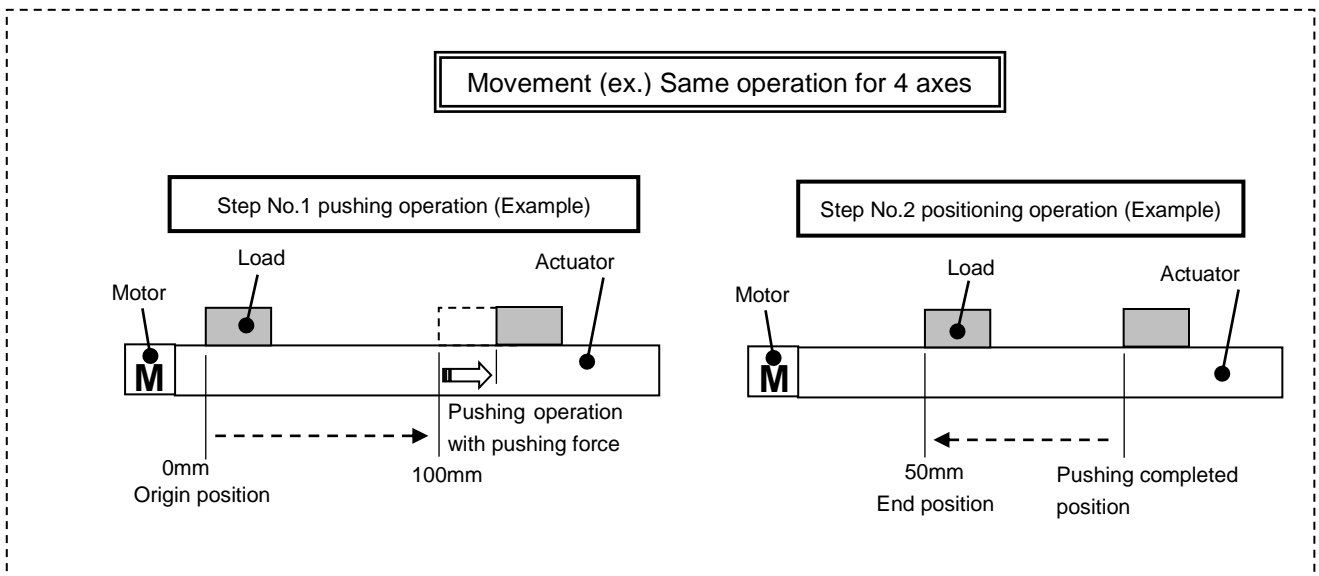 Movement (ex.) Same operation for 4 axes
Step No.1 pushing operation (Example)
Load
Actuator
Motor
M
Pushing operation
with pushing force
0mm
Origin position
100mm
Step No.2 positioning operation (Example)
Load
Actuator
Motor
M
50mm
End position
Pushing completed
position